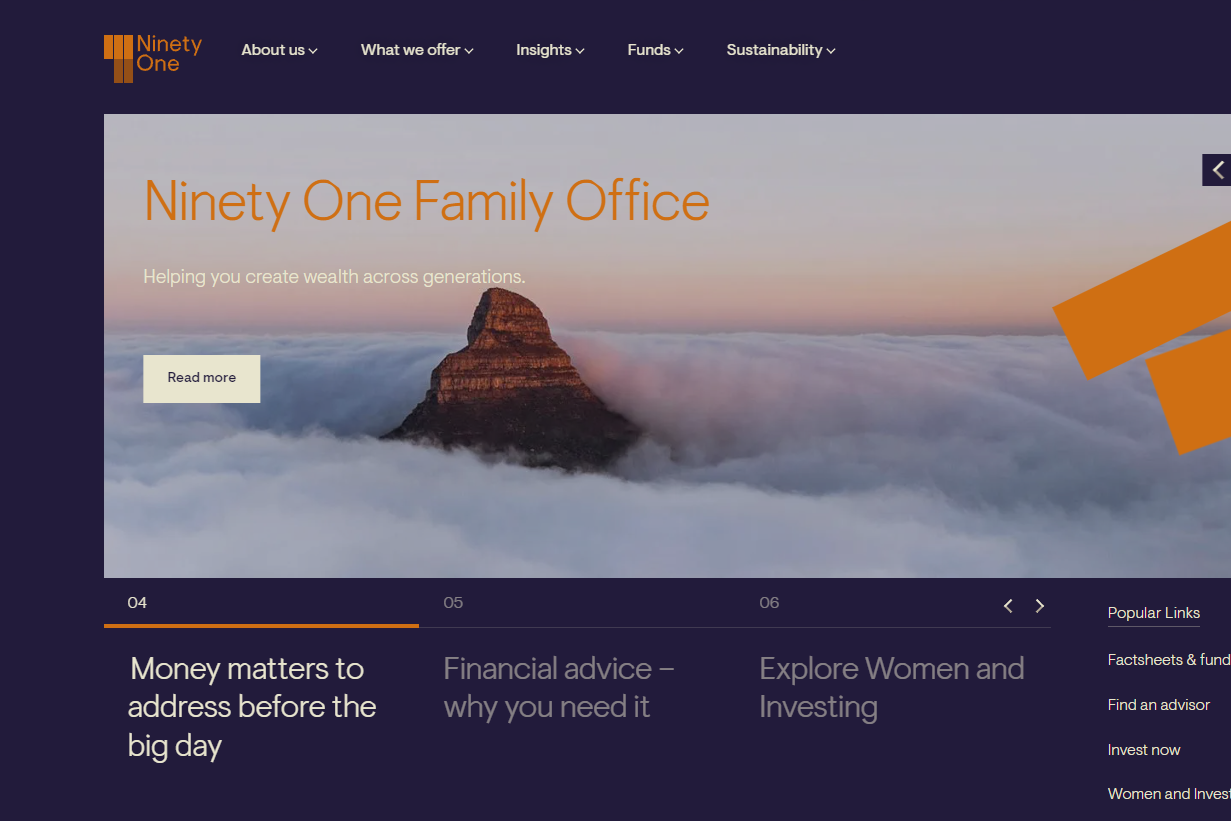 Ninety
One
About us
What we offer
Insights
Funds
Sustainability
Ninety One Family Office
Helping you create wealth across generations.
Read more
04
05
06
Money matters to
address before the
big day
Financial advice –
why you need it
Explore Women and
Investing
Popular Links
Factsheets & fund
Find an advisor
Invest now
Women and Invest